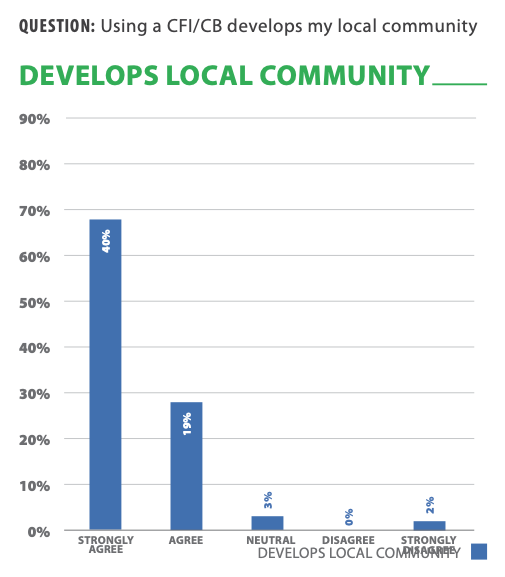 QUESTION: Using a CFI/CB develops my local community
DEVELOPS LOCAL COMMUNITY
90%
80%
70%
60%
50%
40%
30%
20%
10%
0%
40%
19%
3%
0%
2%
STRONGLY AGREE
AGREE
NEUTRAL
DISAGREE
STRONGLY DISAGREE
DEVELOPS LOCAL COMMUNITY